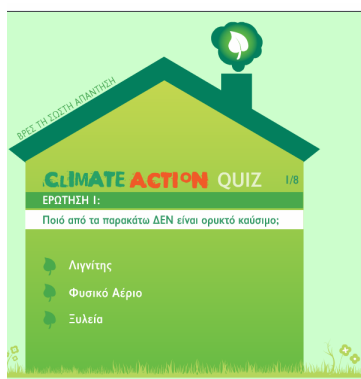 ΒΡΕΣ ΤΗ ΣΩΣΤΗ ΑΠΑΝΤΗΣΗ
CLIMATE ACTION QUIZ 1/8
ΕΡΩΤΗΣΗ 1:
Ποιό από τα παρακάτω ΔΕΝ είναι ορυκτό καύσιμο;
Λιγνίτης
Φυσικό Αέριο
Ξυλεία